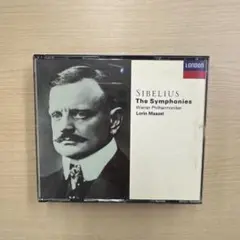 LONDON
SIBELIUS
The Symphonies
Wiener Philharmoniker
Lorin Maazel